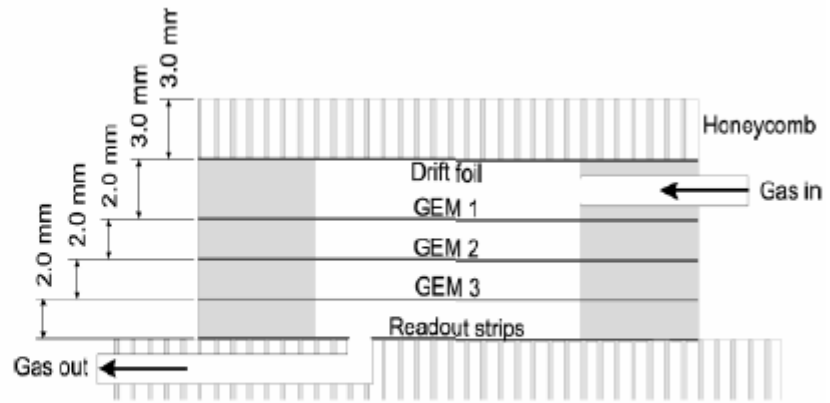 3.0 mm
3.0 mm
2.0 mm
2.0 mm
2.0 mm
Honeycomb
Drift foil
Gas in
GEM 1
GEM 2
GEM 3
Readout strips
Gas out